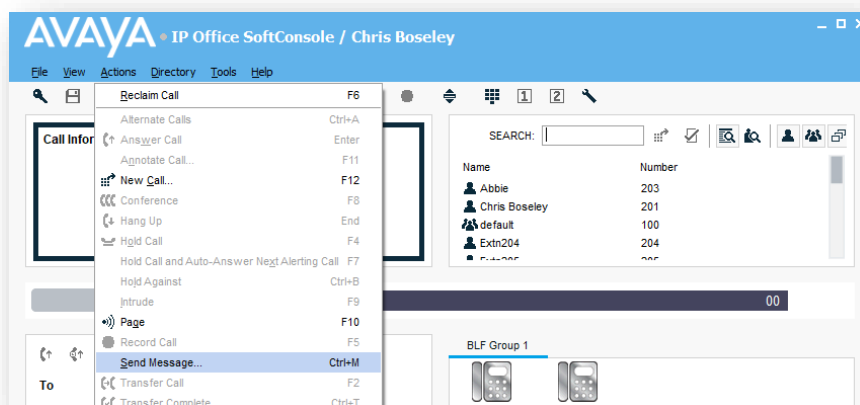 AVAYA • IP Office SoftConsole / Chris Boseley
File View Actions Directory Tools Help
Reclaim Call F6
1 2
Alternate Calls Ctrl+A
Call Infor
Answer Call Enter
SEARCH:
Annotate Call... F11
Name Number
New Call... F12
Abbie 203
Conference F8
Chris Boseley 201
Hang Up End
default 100
Hold Call F4
Extn204 204
Hold Call and Auto-Answer Next Alerting Call F7
Extn205 205
Hold Against Ctrl+B
Intrude F9
00
Page F10
Record Call F5
BLF Group 1
Send Message... Ctrl+M
To
Transfer Call F2
Transfer Complete Ctrl+T